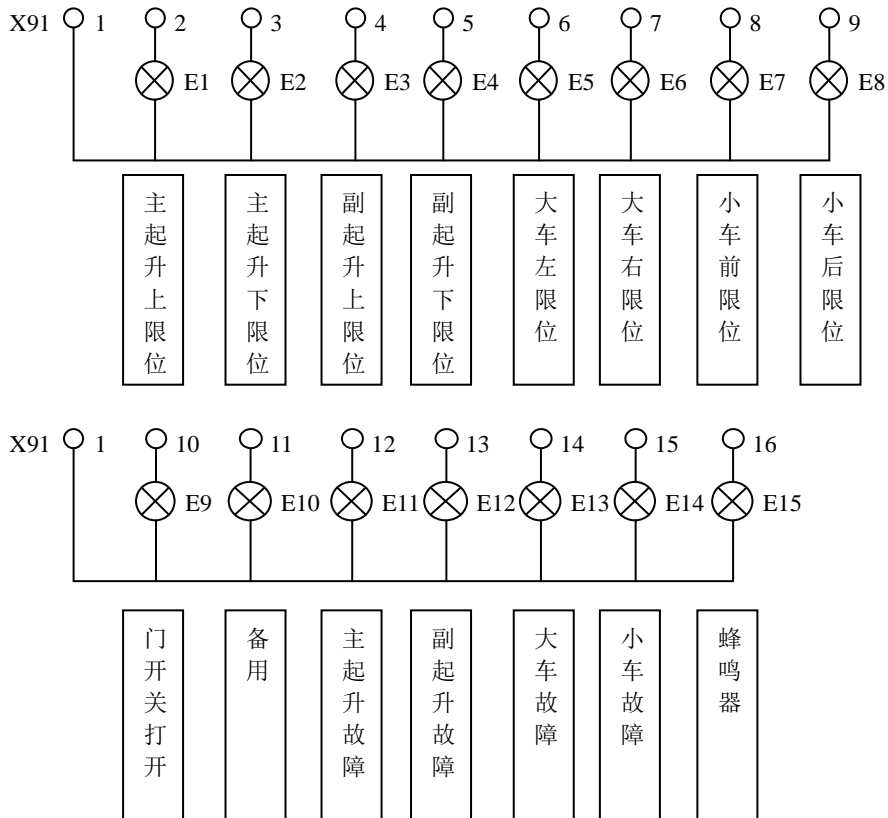 X91 1 2 3 4 5 6 7 8 9
E1 E2 E3 E4 E5 E6 E7 E8
主起升上限位
主起升下限位
副起升上限位
副起升下限位
大车左限位
大车右限位
小车前限位
小车后限位
X91 1 10 11 12 13 14 15 16
E9 E10 E11 E12 E13 E14 E15
门开关打开
备用
主起升故障
副起升故障
大车故障
小车故障
蜂鸣器